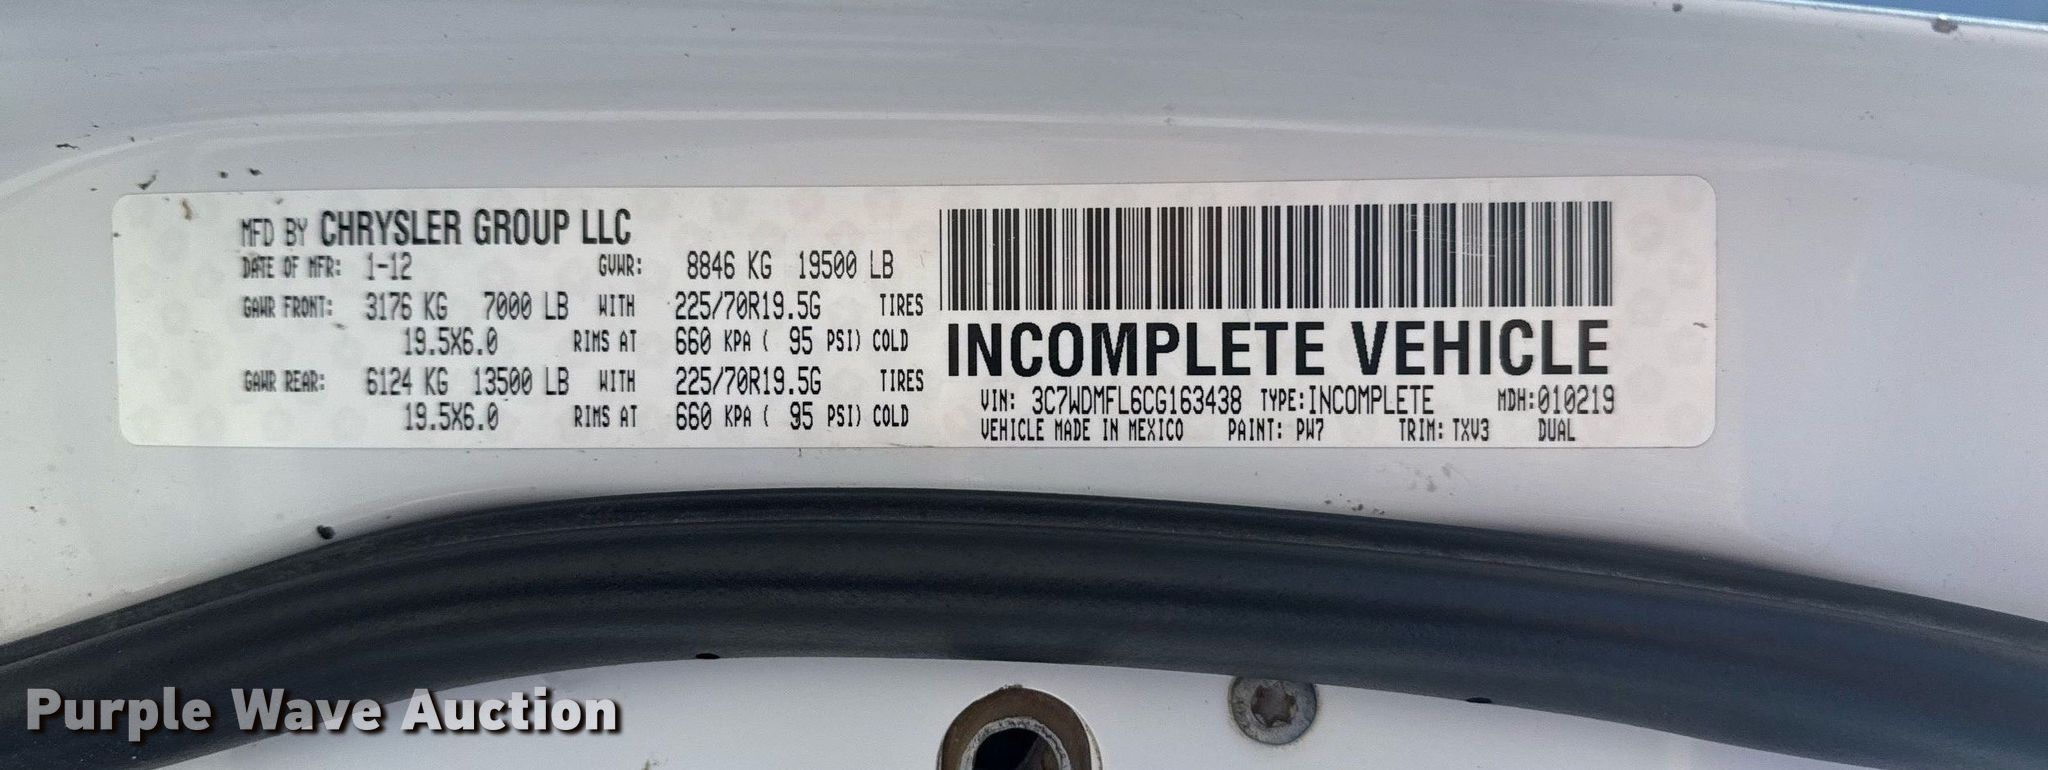 MFD BY CHRYSLER GROUP LLC
DATE OF MFR: 1-12 GVWR: 8846 KG 19500 LB
GAWR FRONT: 3176 KG 7000 LB WITH 225/70R19.5G TIRES
19.5X6.0 RIMS AT 660 KPA ( 95 PSI) COLD
GAWR REAR: 6124 KG 13500 LB WITH 225/70R19.5G TIRES
19.5X6.0 RIMS AT 660 KPA ( 95 PSI) COLD
INCOMPLETE VEHICLE
VIN: 3C7WDMFL6CG163438 TYPE: INCOMPLETE MDH: 010219
VEHICLE MADE IN MEXICO PAINT: PW7 TRIM: TXV3 DUAL
Purple Wave Auction